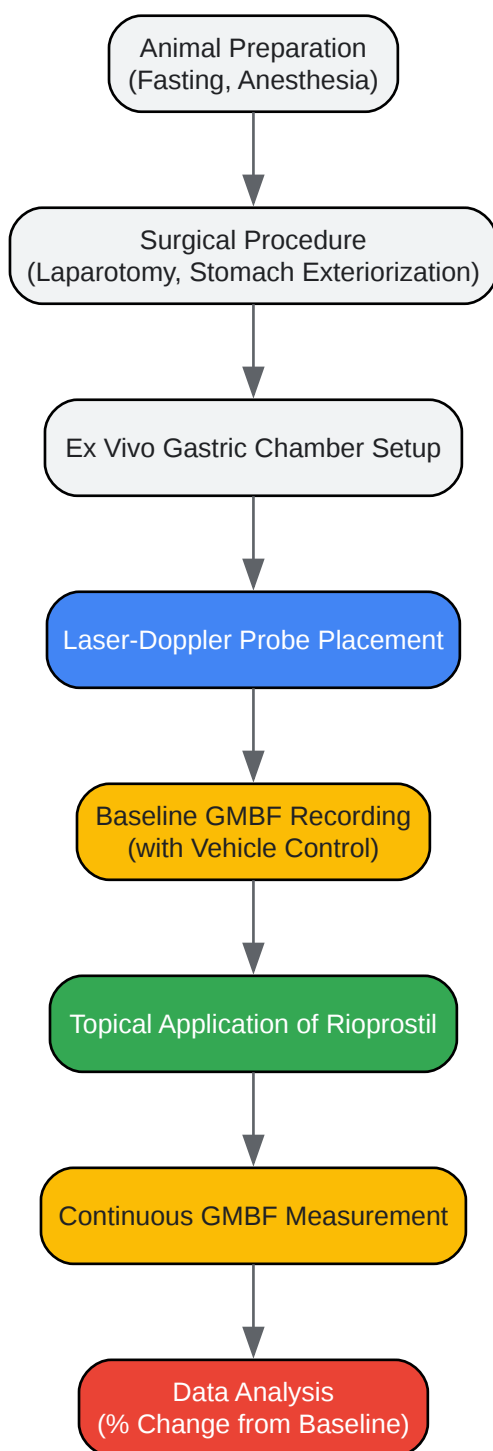 Animal Preparation
(Fasting, Anesthesia)
Surgical Procedure
(Laparotomy, Stomach Exteriorization)
Ex Vivo Gastric Chamber Setup
Laser-Doppler Probe Placement
Baseline GMBF Recording
(with Vehicle Control)
Topical Application of Rioprostil
Continuous GMBF Measurement
Data Analysis
(% Change from Baseline)